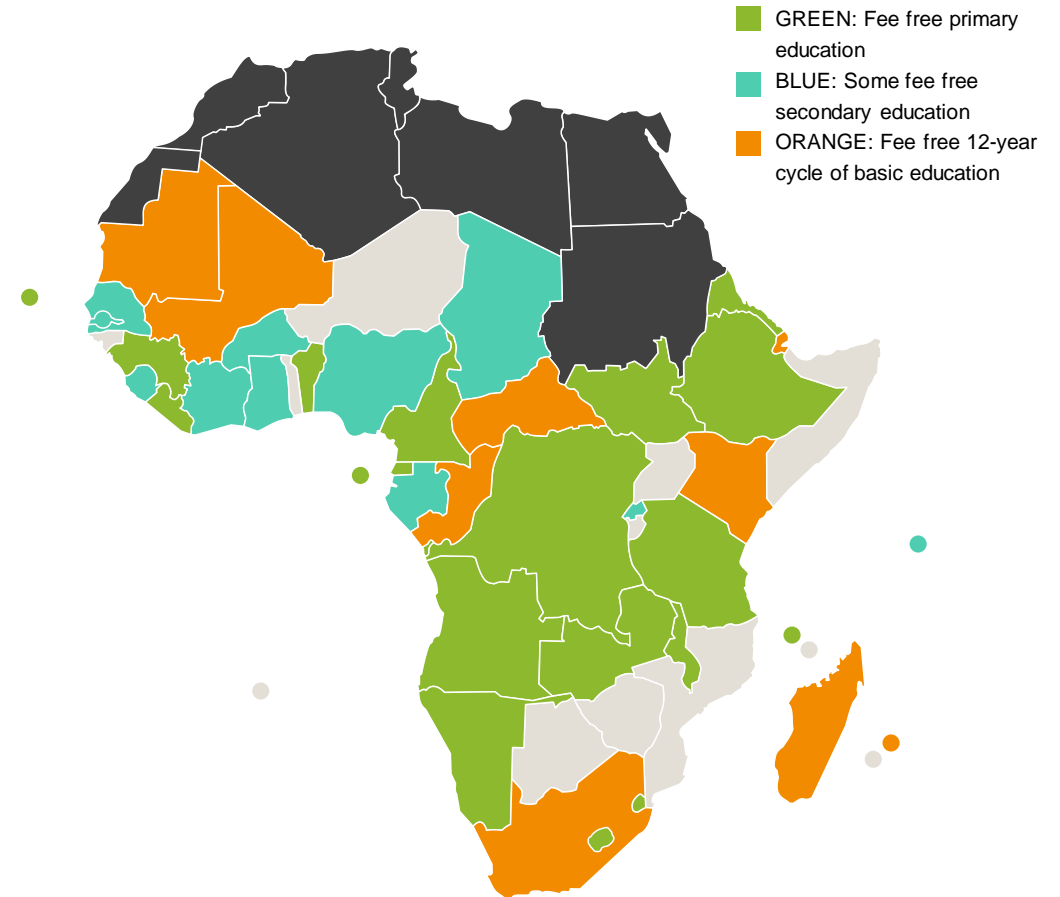 GREEN: Fee free primary
education
BLUE: Some fee free
secondary education
ORANGE: Fee free 12-year
cycle of basic education